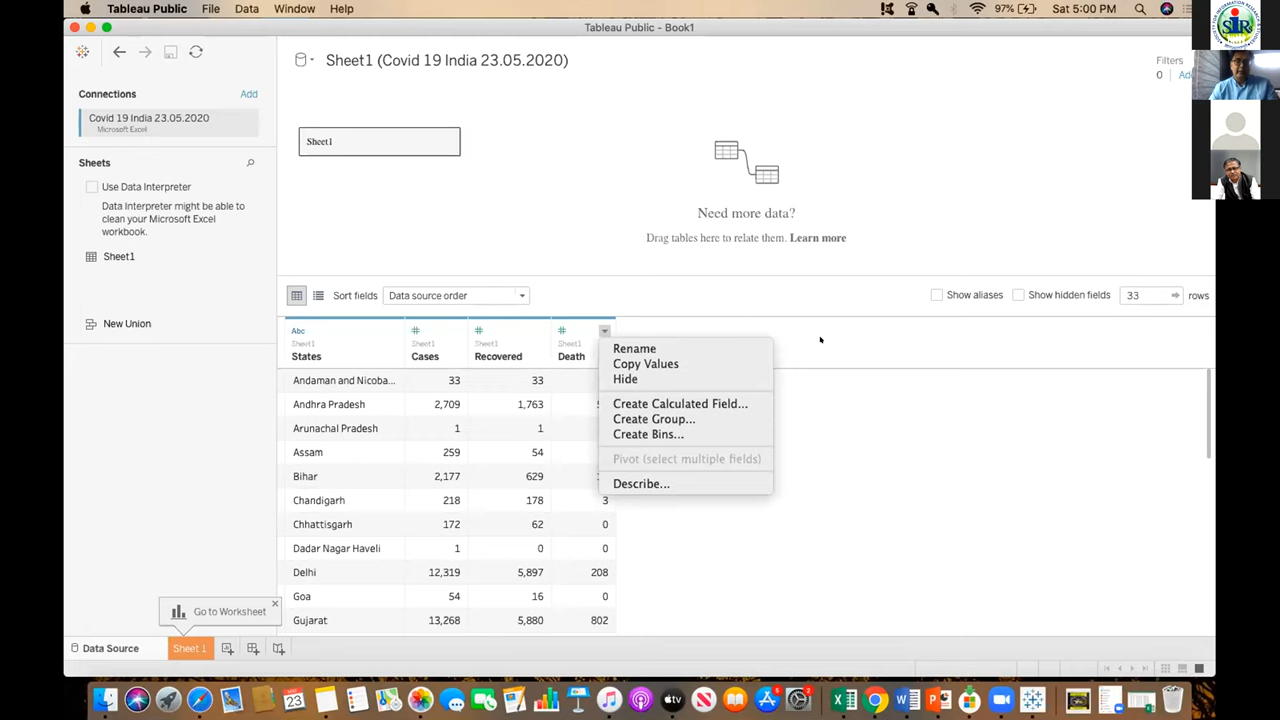 Tableau Public File Data Window Help
97% Sat 5:00 PM
Tableau Public - Book1
SIR
Connections Add
Covid 19 India 23.05.2020
Microsoft Excel
Sheets
Use Data Interpreter
Data Interpreter might be able to
clean your Microsoft Excel
workbook.
Sheet1
New Union
Sheet1 (Covid 19 India 23.05.2020)
Filters
0
Sheet1
Need more data?
Drag tables here to relate them. Learn more
Sort fields Data source order Show aliases Show hidden fields 33 rows
Abc
Sheet1 Sheet1 Sheet1 Sheet1
States Cases Recovered Death
Andaman and Nicoba... 33 33
Andhra Pradesh 2,709 1,763
Arunachal Pradesh 1 1
Assam 259 54
Bihar 2,177 629
Chandigarh 218 178 3
Chhattisgarh 172 62 0
Dadar Nagar Haveli 1 0 0
Delhi 12,319 5,897 208
Goa 54 16 0
Gujarat 13,268 5,880 802
Rename
Copy Values
Hide
Create Calculated Field...
Create Group...
Create Bins...
Pivot (select multiple fields)
Describe...
Go to Worksheet
Data Source Sheet 1